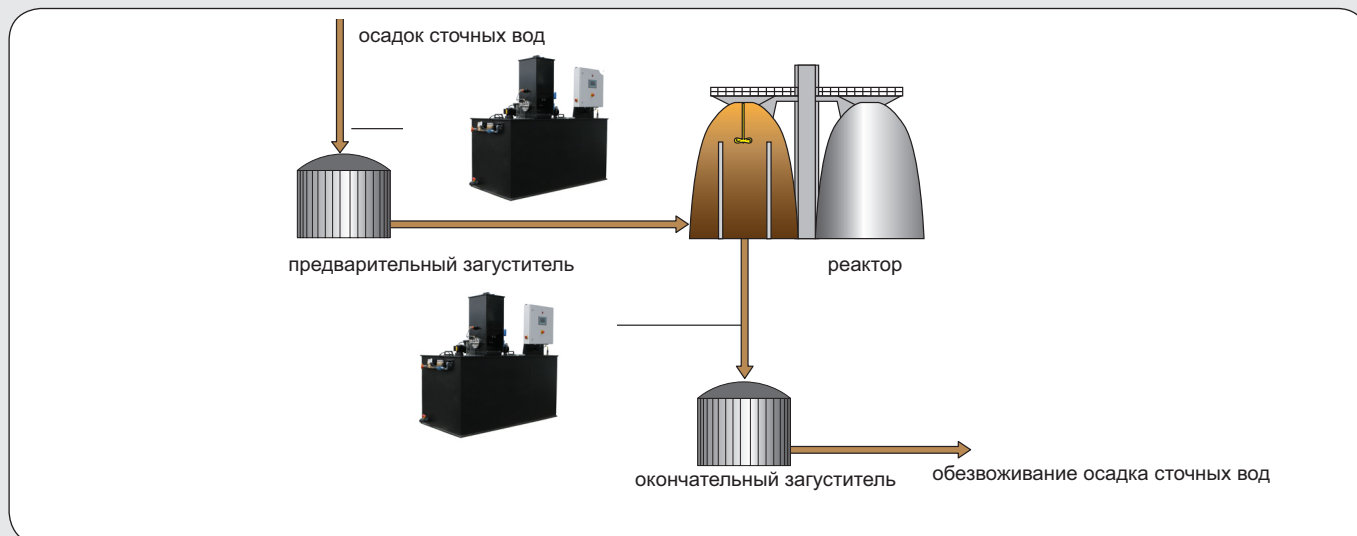 осадок сточных вод
предварительный загуститель
реактор
окончательный загуститель
обезвоживание осадка сточных вод